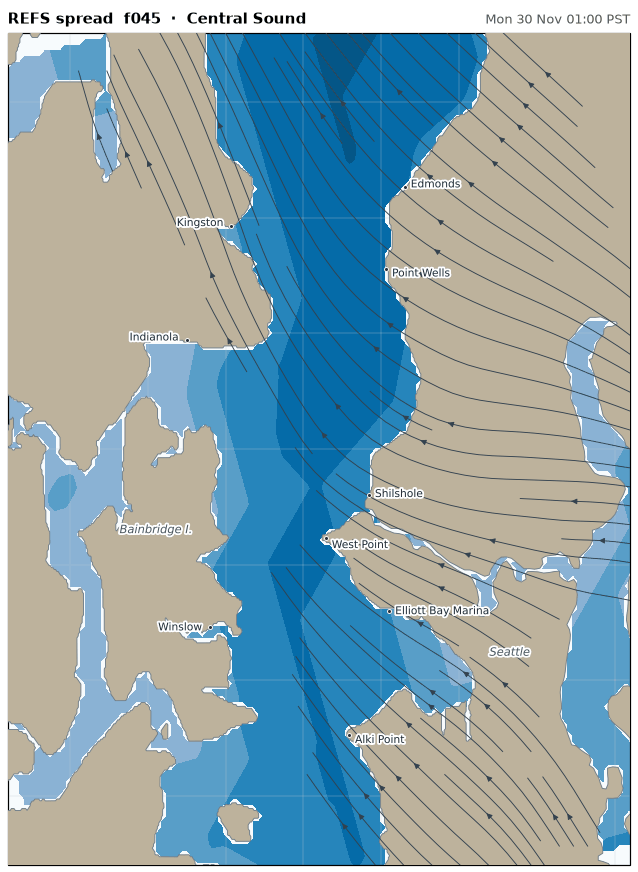 REFS spread f045 · Central Sound
Mon 30 Nov 01:00 PST
Edmonds
Kingston
Point Wells
Indianola
Shilshole
Bainbridge I.
West Point
Elliott Bay Marina
Winslow
Seattle
Alki Point